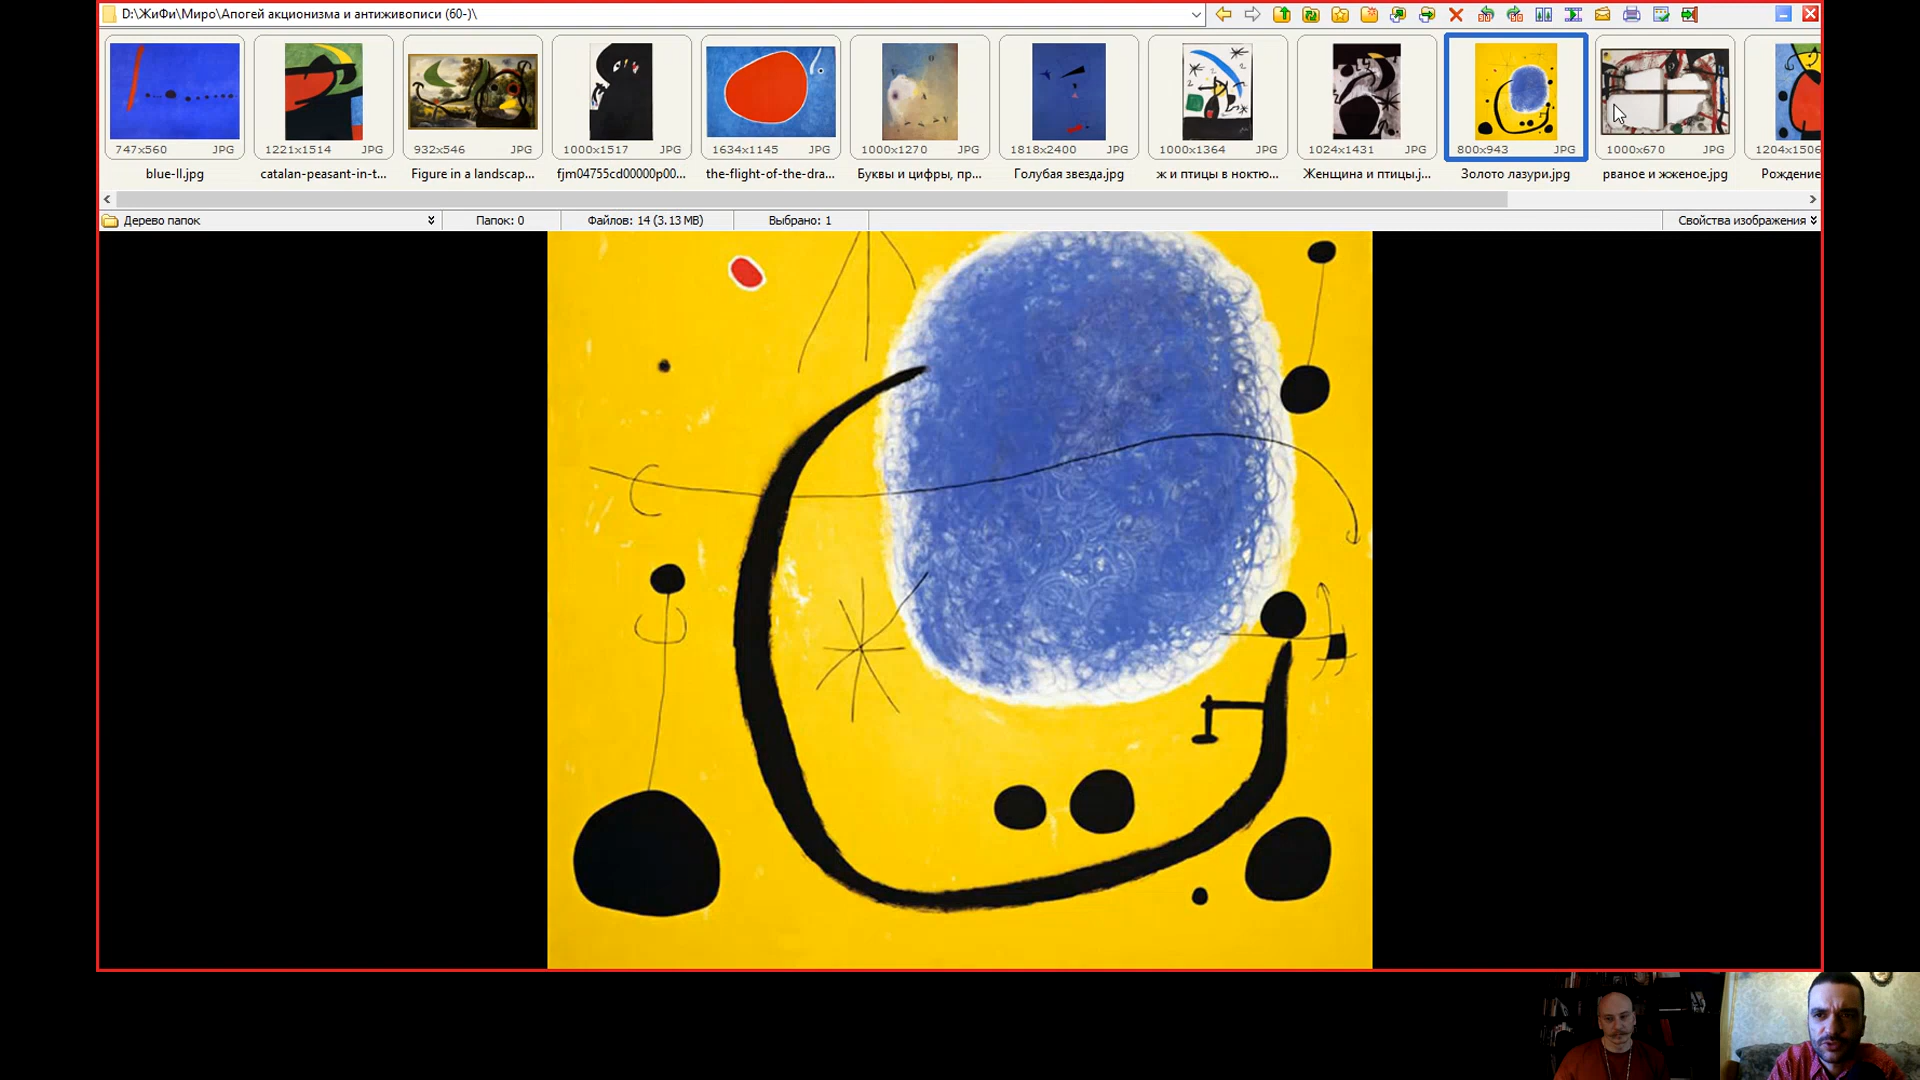 D:\ЖиФи\Миро\Апогей акционизма и антиживописи (60-)\
747x560 JPG
1221x1514 JPG
932x546 JPG
1000x1517 JPG
1634x1145 JPG
1000x1270 JPG
1818x2400 JPG
1000x1364 JPG
1024x1431 JPG
800x943 JPG
1000x670 JPG
1204x1506
blue-II.jpg
catalan-peasant-in-t...
Figure in a landscap...
fjm04755cd00000p00...
the-flight-of-the-dra...
Буквы и цифры, пр...
Голубая звезда.jpg
ж и птицы в ноктю...
Женщина и птицы.j...
Золото лазури.jpg
рваное и жженое.jpg
Рождение
Дерево папок
Папок: 0
Файлов: 14 (3.13 MB)
Выбрано: 1
Свойства изображения